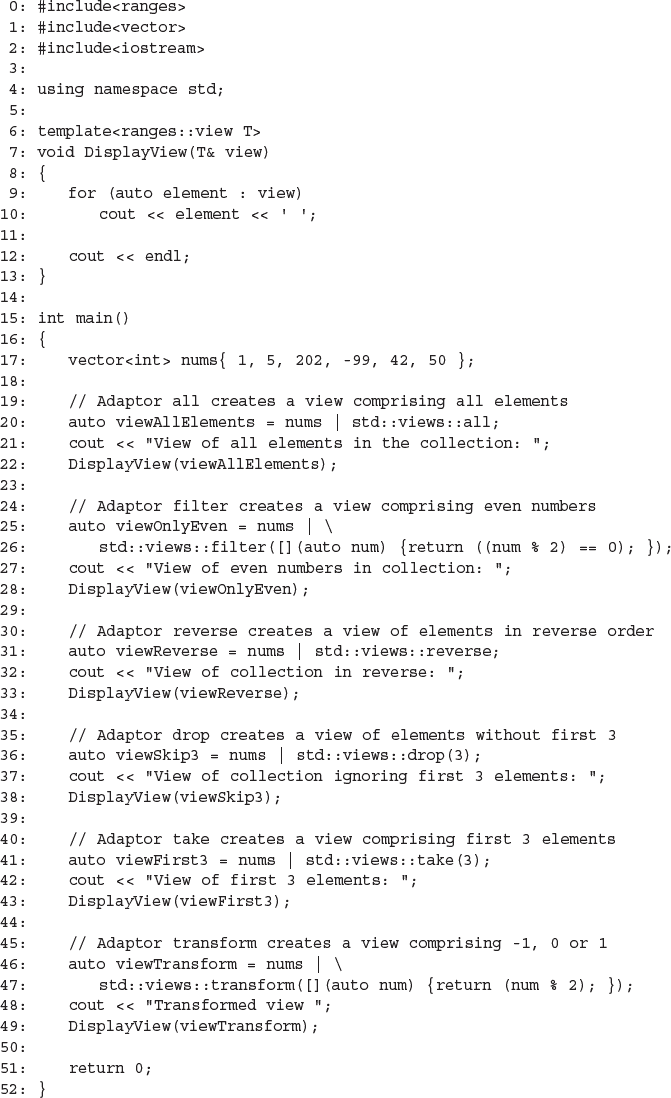 0: #include<ranges>
1: #include<vector>
2: #include<iostream>
3:
4: using namespace std;
5:
6: template<ranges::view T>
7: void DisplayView(T& view)
8: {
9:    for (auto element : view)
10:       cout << element << ' ';
11:
12:    cout << endl;
13: }
14:
15: int main()
16: {
17:    vector<int> nums{ 1, 5, 202, -99, 42, 50 };
18:
19:    // Adaptor all creates a view comprising all elements
20:    auto viewAllElements = nums | std::views::all;
21:    cout << "View of all elements in the collection: ";
22:    DisplayView(viewAllElements);
23:
24:    // Adaptor filter creates a view comprising even numbers
25:    auto viewOnlyEven = nums | \
26:       std::views::filter([](auto num) {return ((num % 2) == 0); });
27:    cout << "View of even numbers in collection: ";
28:    DisplayView(viewOnlyEven);
29:
30:    // Adaptor reverse creates a view of elements in reverse order
31:    auto viewReverse = nums | std::views::reverse;
32:    cout << "View of collection in reverse: ";
33:    DisplayView(viewReverse);
34:
35:    // Adaptor drop creates a view of elements without first 3
36:    auto viewSkip3 = nums | std::views::drop(3);
37:    cout << "View of collection ignoring first 3 elements: ";
38:    DisplayView(viewSkip3);
39:
40:    // Adaptor take creates a view comprising first 3 elements
41:    auto viewFirst3 = nums | std::views::take(3);
42:    cout << "View of first 3 elements: ";
43:    DisplayView(viewFirst3);
44:
45:    // Adaptor transform creates a view comprising -1, 0 or 1
46:    auto viewTransform = nums | \
47:       std::views::transform([](auto num) {return (num % 2); });
48:    cout << "Transformed view ";
49:    DisplayView(viewTransform);
50:
51:    return 0;
52: }